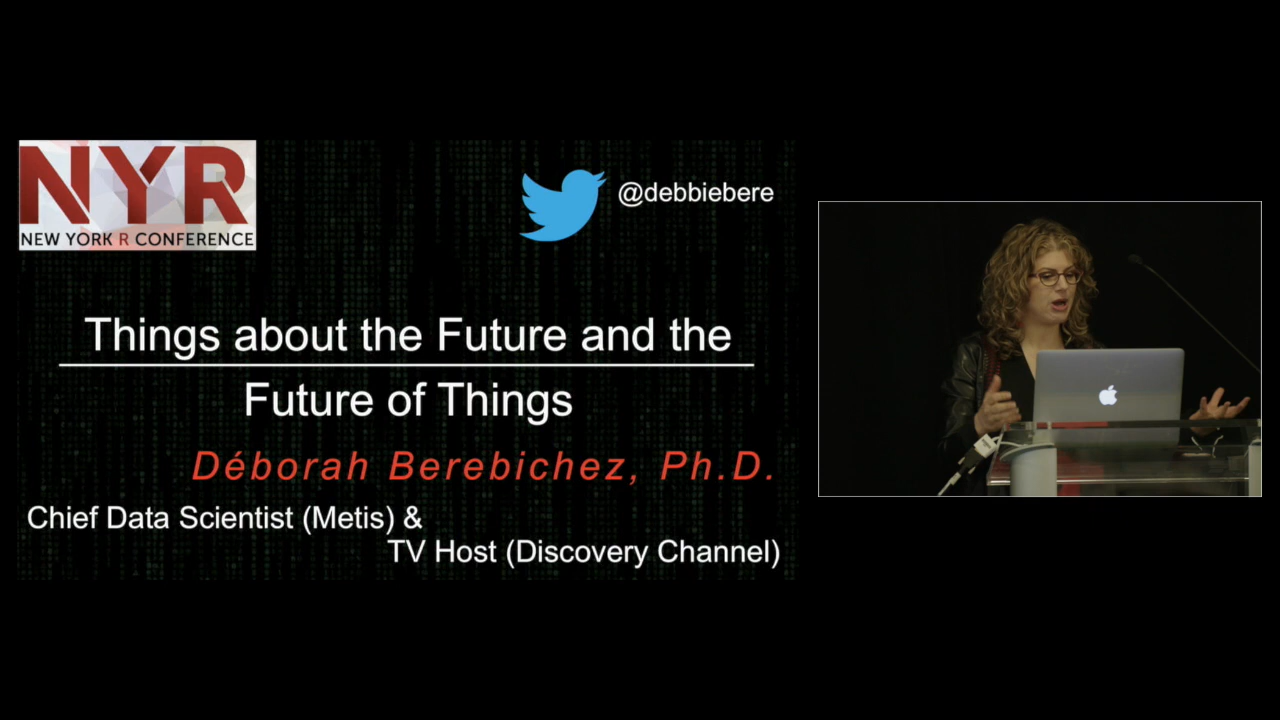 NYR
NEW YORK R CONFERENCE
@debbiebere
Things about the Future and the
Future of Things
Déborah Berebichez, Ph.D.
Chief Data Scientist (Metis) &
TV Host (Discovery Channel)